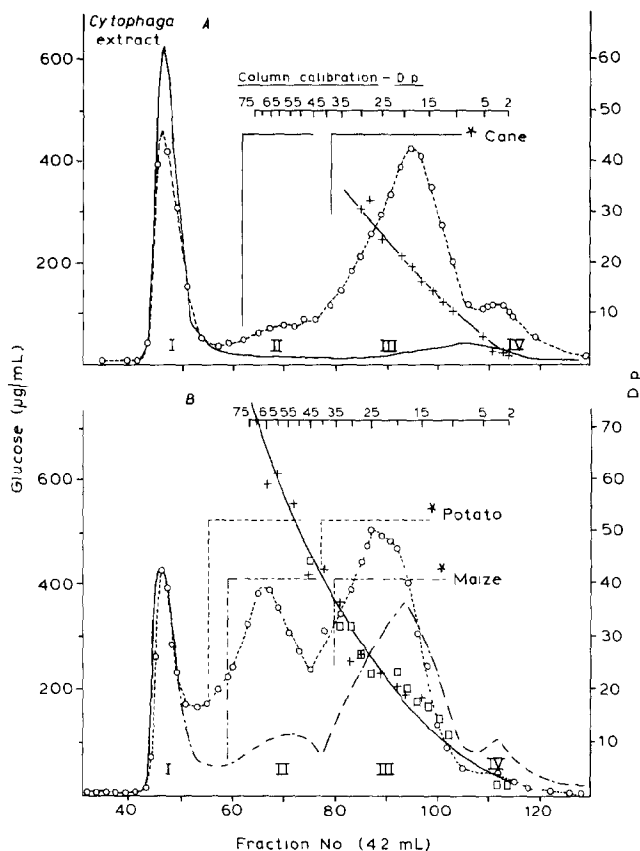 Cytophaga extract
A
Column calibration – D p
75 65 55 45 35 25 15 5 2
* Cane
600
400
200
60
50
40
30
20
10
I II III IV
B
75 65 55 45 35 25 15 5 2
* Potato
* Maize
600
400
200
70
60
50
40
30
20
10
I II III IV
Glucose (µg/mL)
D p
40 60 80 100 120
Fraction No (42 mL)